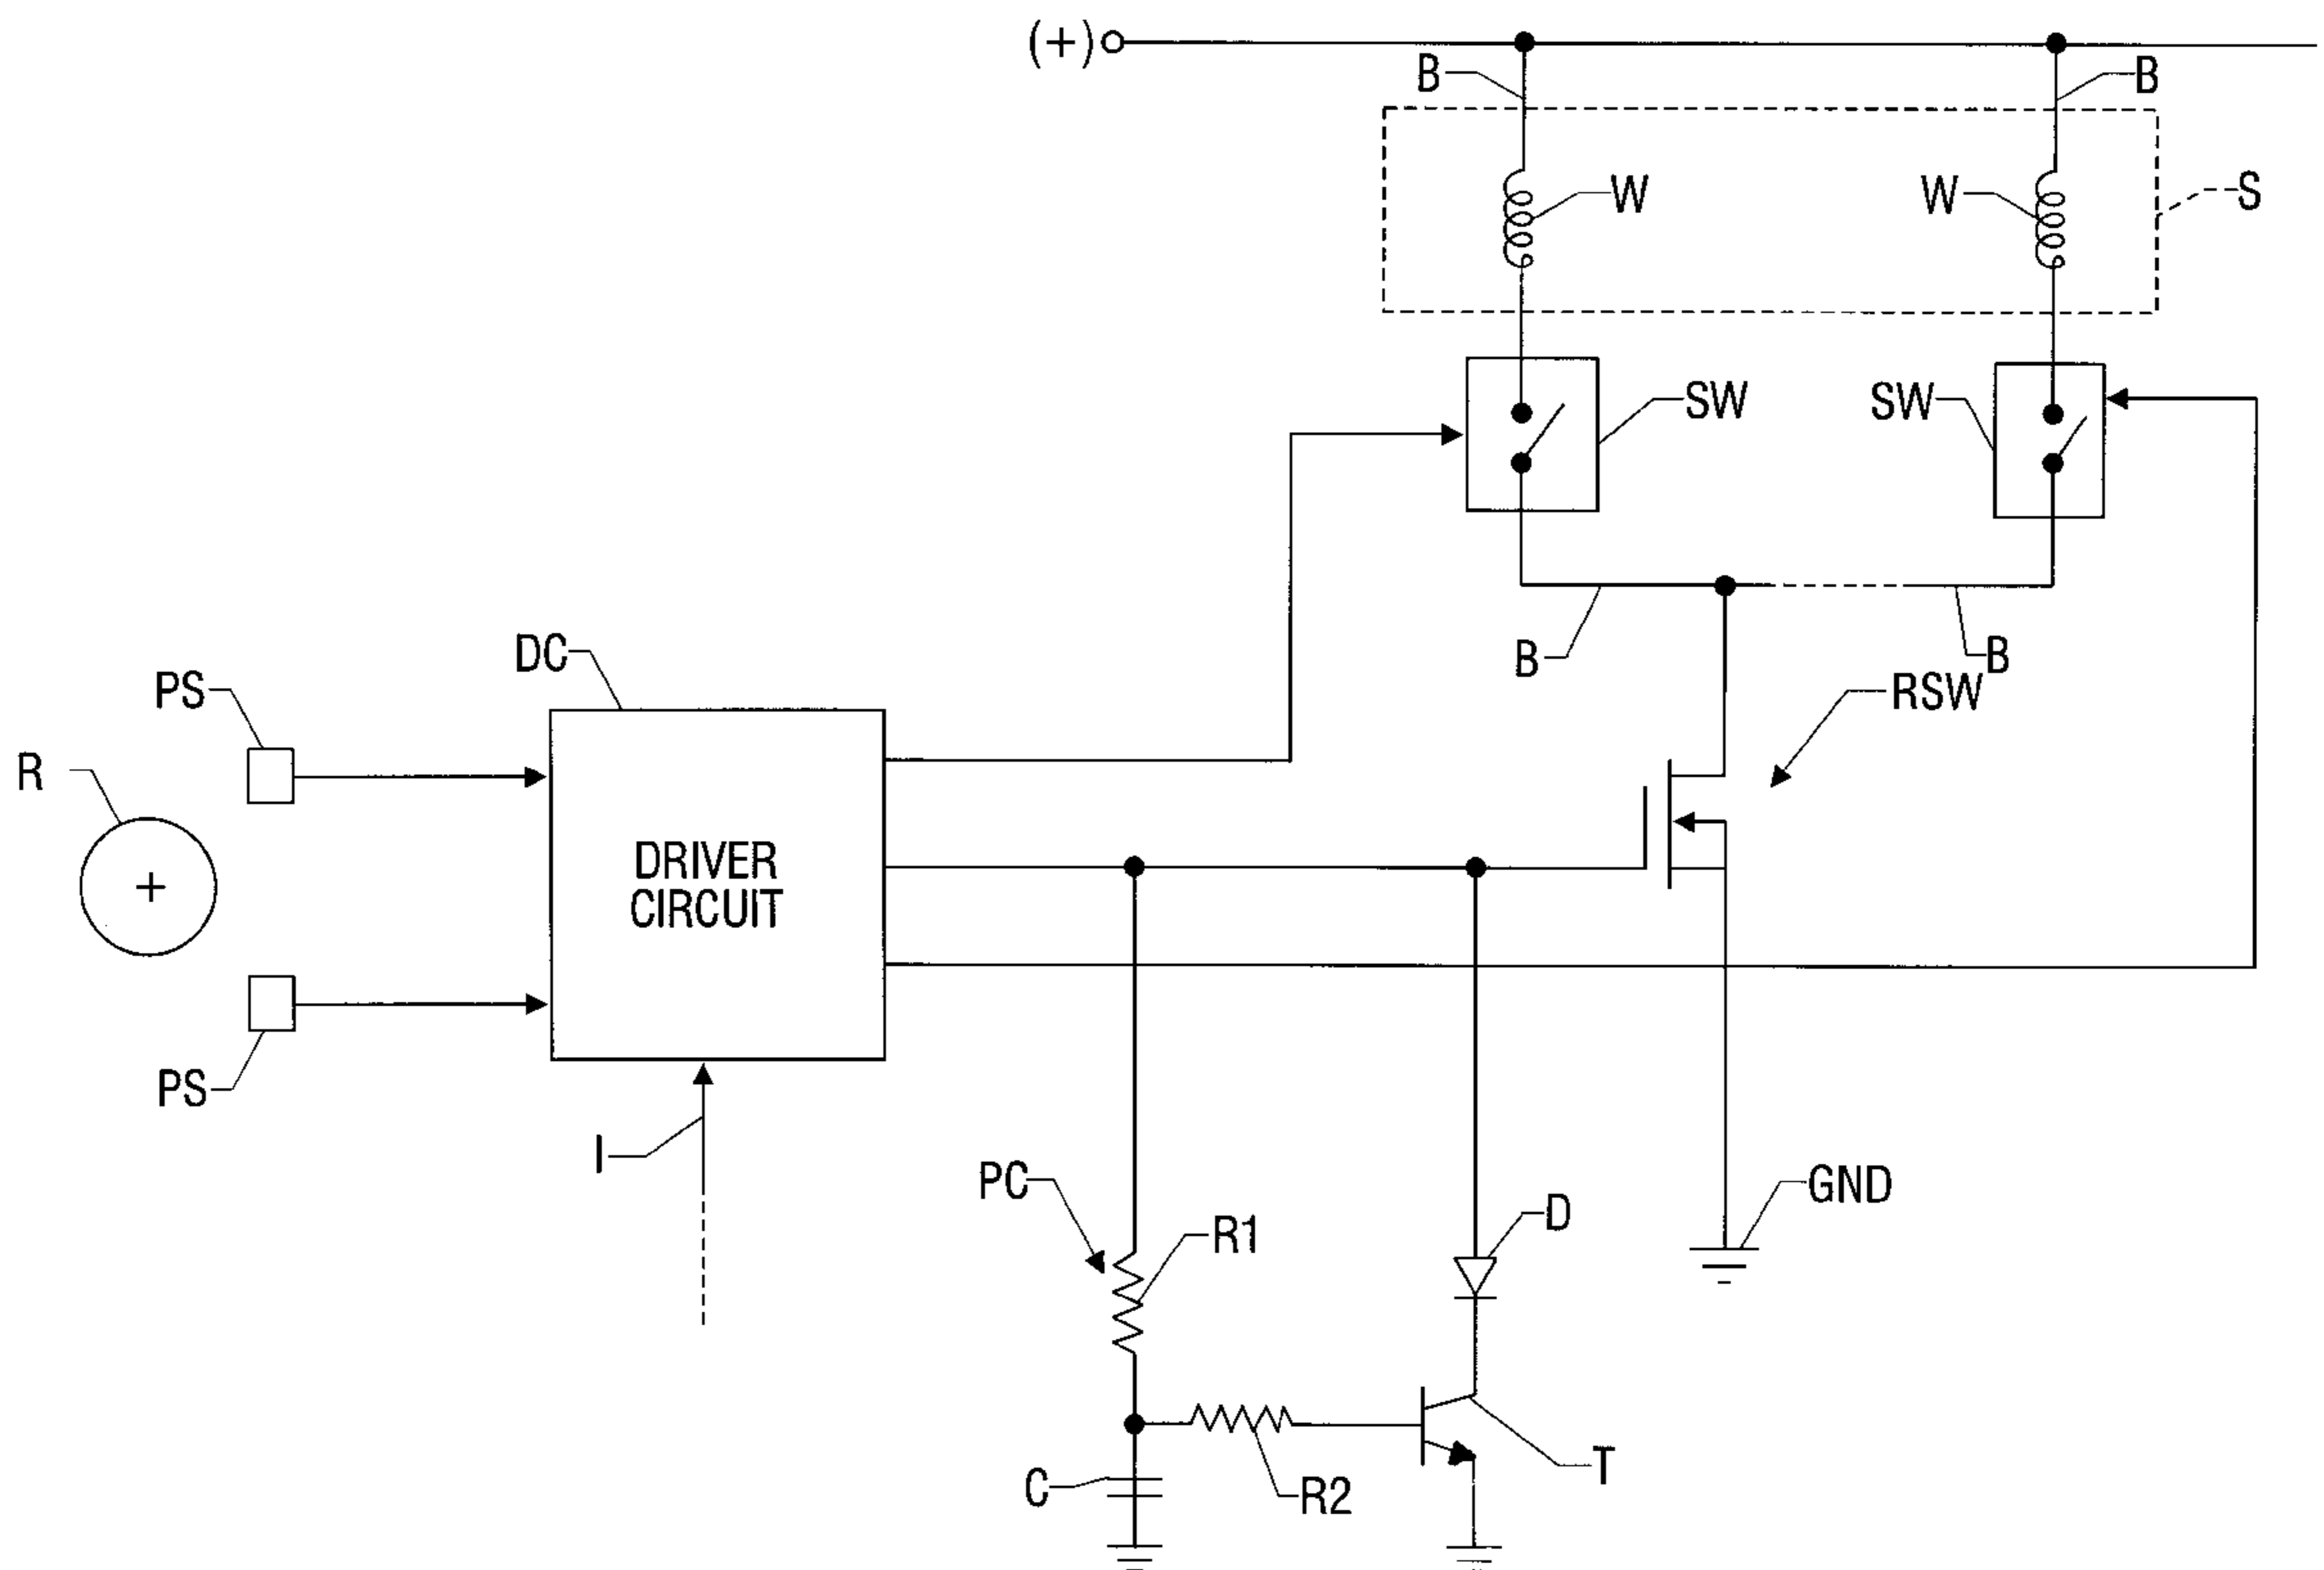 (+)
B
B
W
W
S
SW
SW
B
B
DC
PS
RSW
R
+
DRIVER
CIRCUIT
PS
I
PC
R1
D
GND
C
R2
T